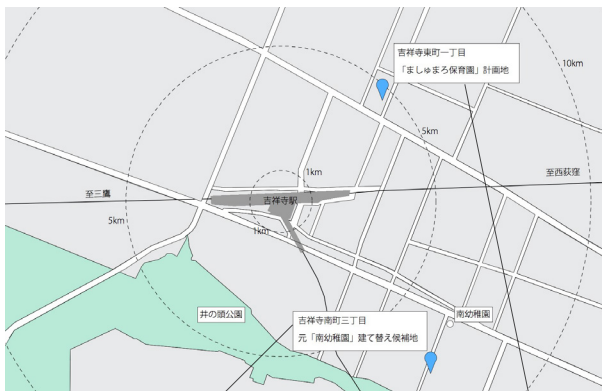 吉祥寺東町一丁目
「ましゅまろ保育園」計画地
10km
5km
1km
至西荻窪
至三鷹
吉祥寺駅
5km
1km
井の頭公園
吉祥寺南町三丁目
元「南幼稚園」建て替え候補地
南幼稚園